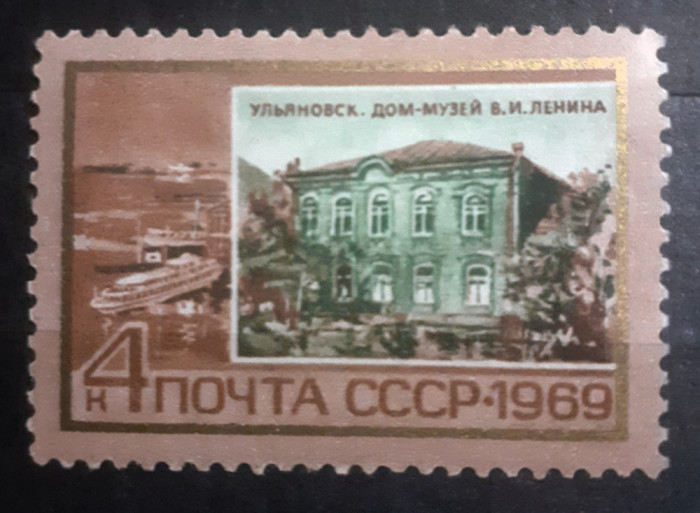 УЛЬЯНОВСК. ДОМ-МУЗЕЙ В.И.ЛЕНИНА
4к ПОЧТА СССР•1969